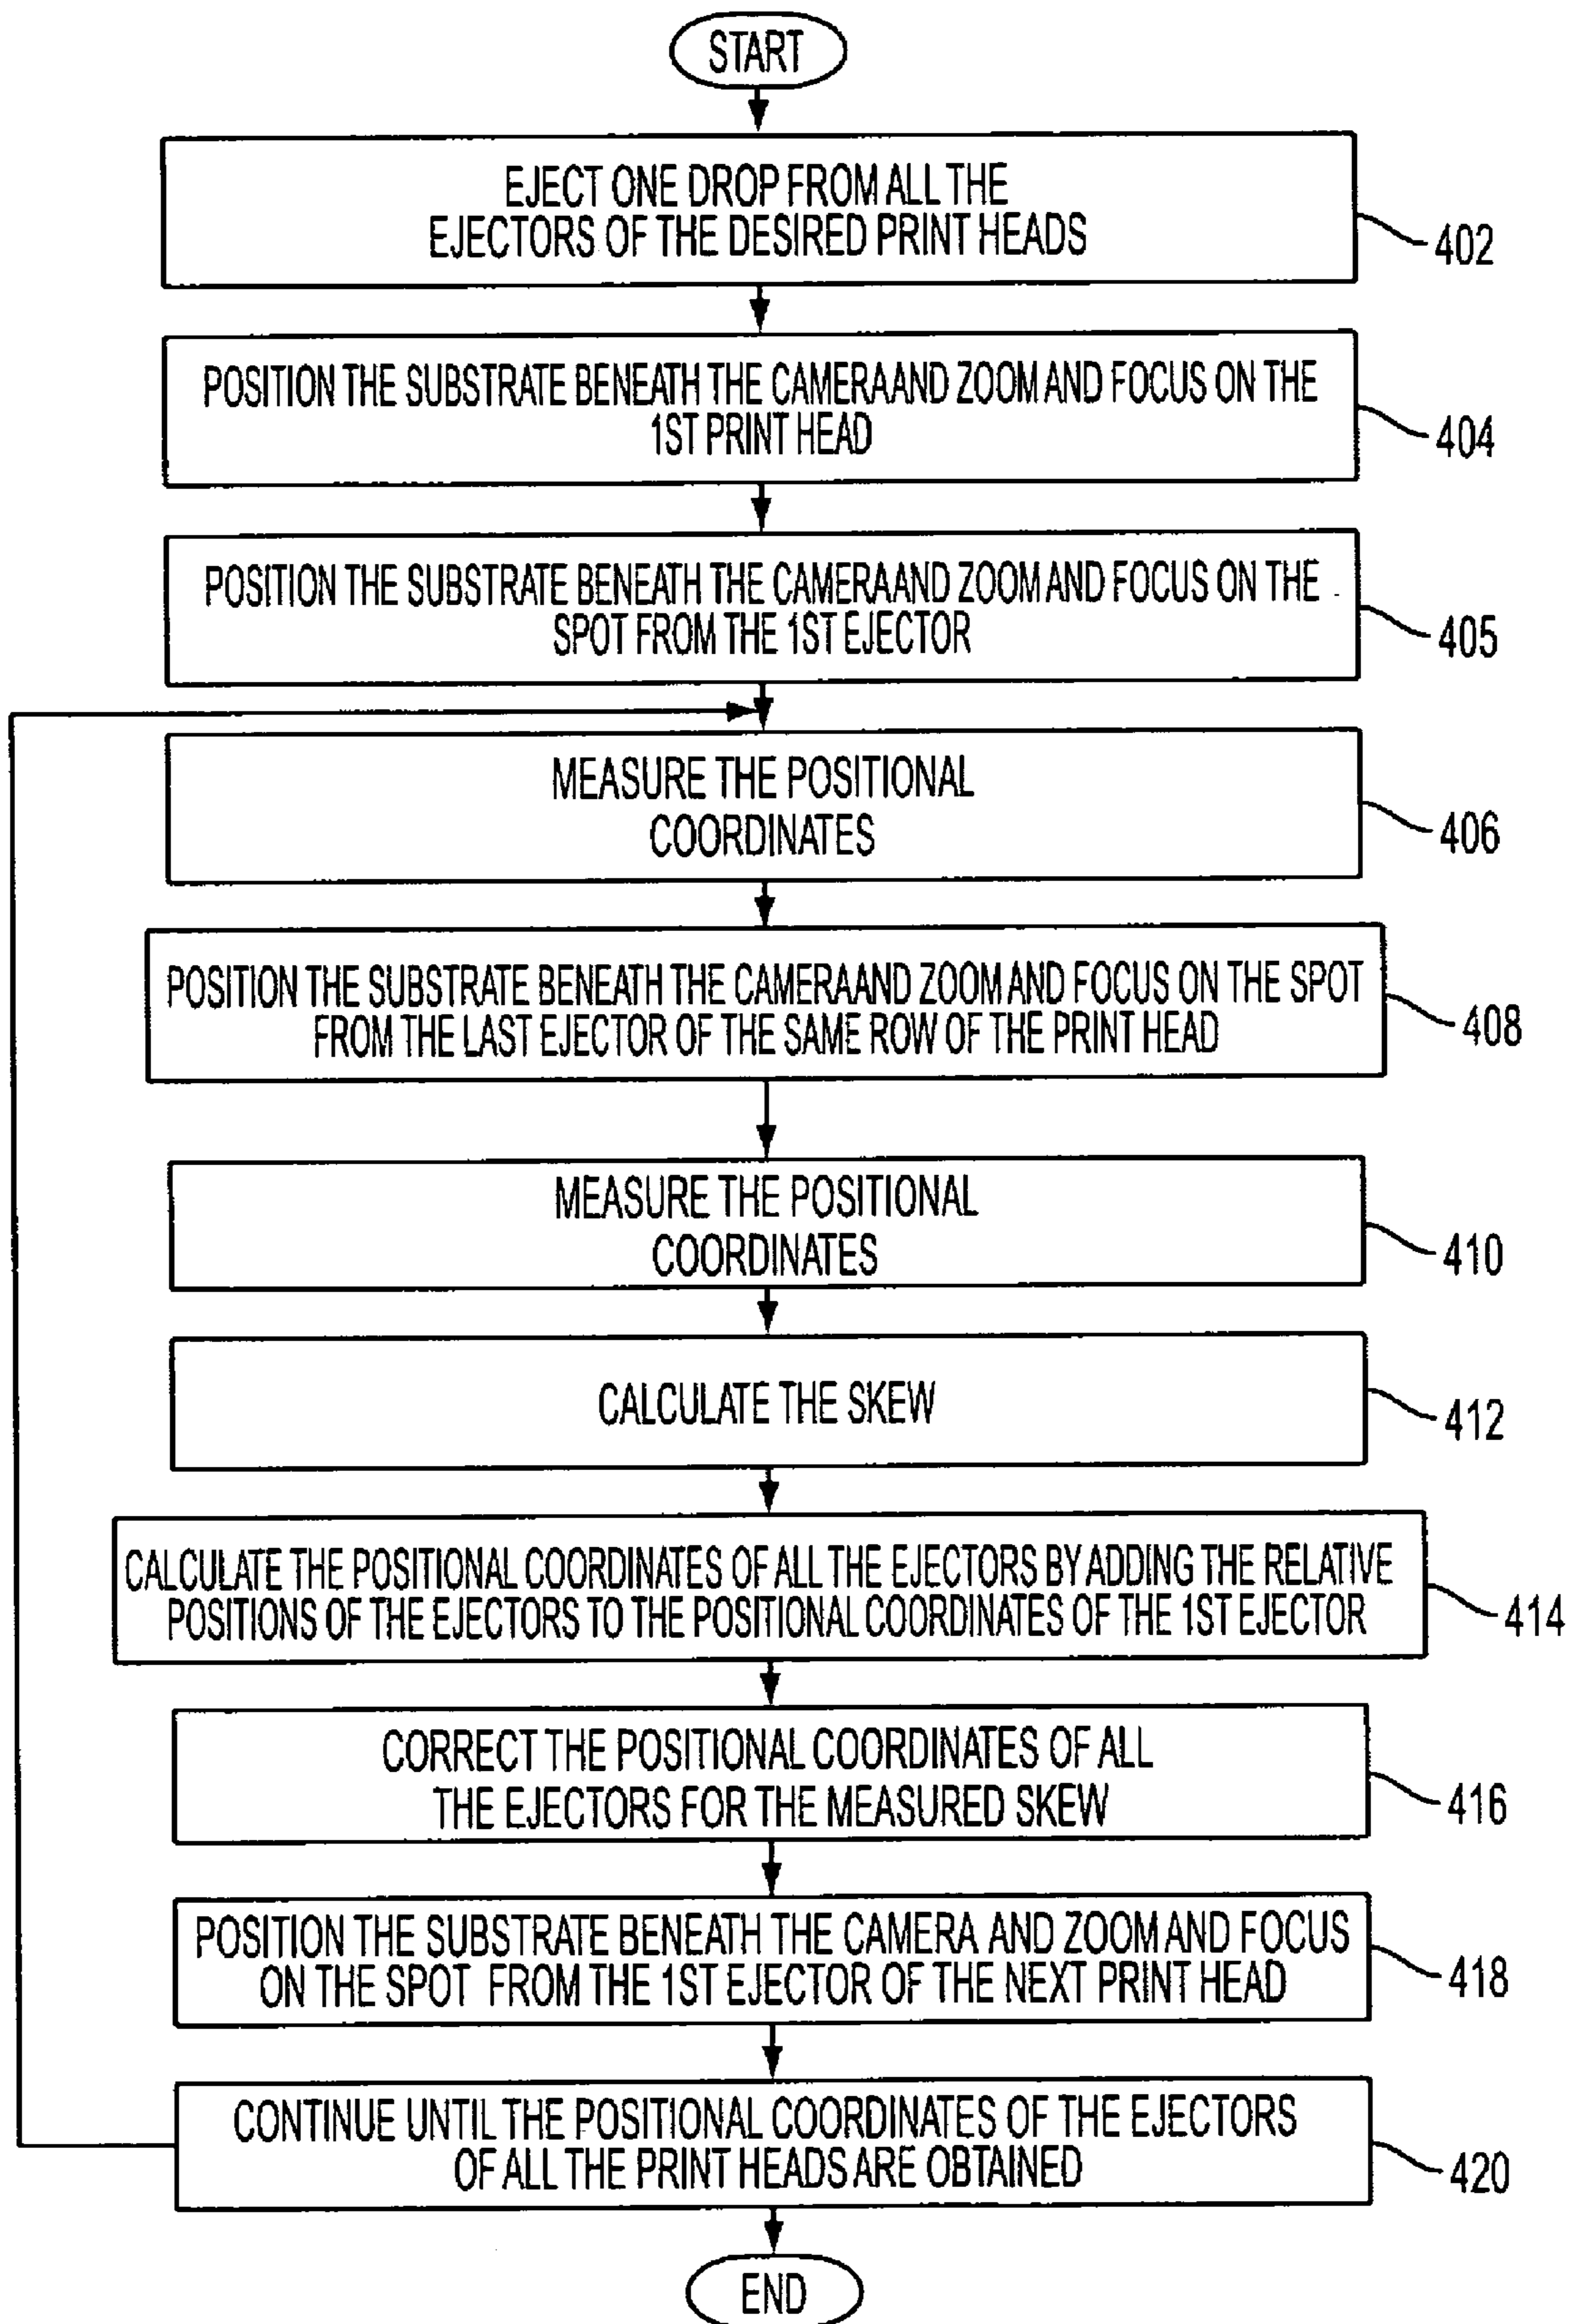 START
EJECT ONE DROP FROM ALL THE
EJECTORS OF THE DESIRED PRINT HEADS
402
POSITION THE SUBSTRATE BENEATH THE CAMERA AND ZOOM AND FOCUS ON THE
1ST PRINT HEAD
404
POSITION THE SUBSTRATE BENEATH THE CAMERA AND ZOOM AND FOCUS ON THE
SPOT FROM THE 1ST EJECTOR
405
MEASURE THE POSITIONAL
COORDINATES
406
POSITION THE SUBSTRATE BENEATH THE CAMERA AND ZOOM AND FOCUS ON THE SPOT
FROM THE LAST EJECTOR OF THE SAME ROW OF THE PRINT HEAD
408
MEASURE THE POSITIONAL
COORDINATES
410
CALCULATE THE SKEW
412
CALCULATE THE POSITIONAL COORDINATES OF ALL THE EJECTORS BY ADDING THE RELATIVE
POSITIONS OF THE EJECTORS TO THE POSITIONAL COORDINATES OF THE 1ST EJECTOR
414
CORRECT THE POSITIONAL COORDINATES OF ALL
THE EJECTORS FOR THE MEASURED SKEW
416
POSITION THE SUBSTRATE BENEATH THE CAMERA AND ZOOM AND FOCUS
ON THE SPOT FROM THE 1ST EJECTOR OF THE NEXT PRINT HEAD
418
CONTINUE UNTIL THE POSITIONAL COORDINATES OF THE EJECTORS
OF ALL THE PRINT HEADS ARE OBTAINED
420
END